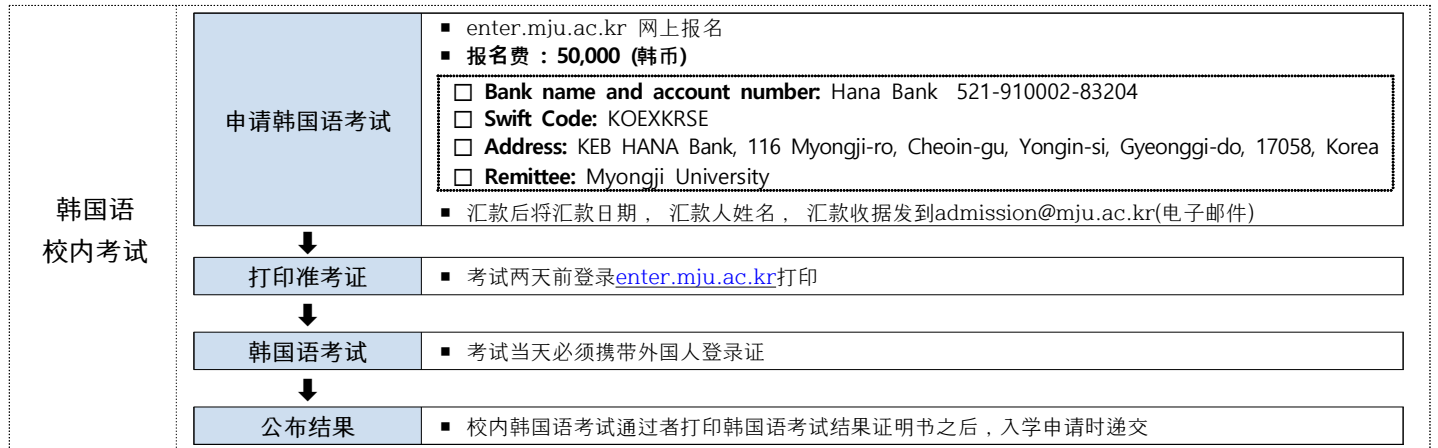 韩国语
校内考试
申请韩国语考试
▪ enter.mju.ac.kr 网上报名
▪ 报名费 : 50,000 (韩币)
□ Bank name and account number: Hana Bank 521-910002-83204
□ Swift Code: KOEXKRSE
□ Address: KEB HANA Bank, 116 Myongji-ro, Cheoin-gu, Yongin-si, Gyeonggi-do, 17058, Korea
□ Remittee: Myongji University
▪ 汇款后将汇款日期 , 汇款人姓名 , 汇款收据发到admission@mju.ac.kr(电子邮件)
⬇
打印准考证
▪ 考试两天前登录enter.mju.ac.kr打印
⬇
韩国语考试
▪ 考试当天必须携带外国人登录证
⬇
公布结果
▪ 校内韩国语考试通过者打印韩国语考试结果证明书之后 , 入学申请时递交